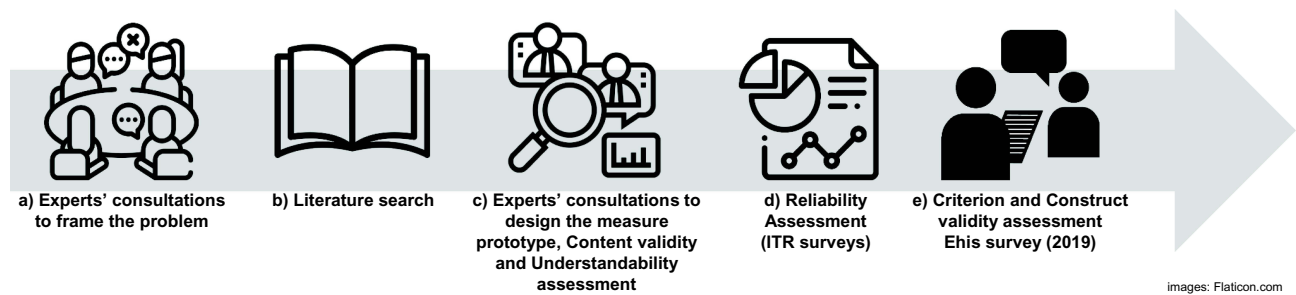 a) Experts’ consultations
to frame the problem
b) Literature search
c) Experts’ consultations to
design the measure
prototype, Content validity
and Understandability
assessment
d) Reliability
Assessment
(ITR surveys)
e) Criterion and Construct
validity assessment
Ehis survey (2019)
images: Flaticon.com